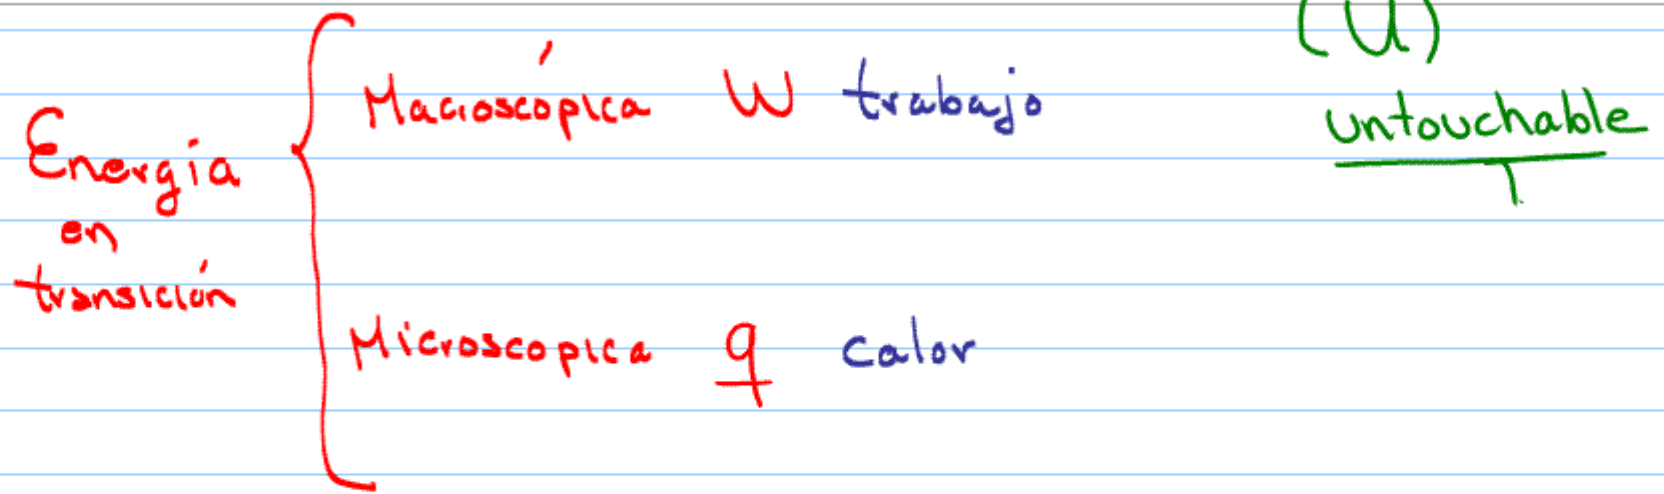 (U)
Macroscópica W trabajo
untouchable
Energia
en
transición
Microscopica q calor